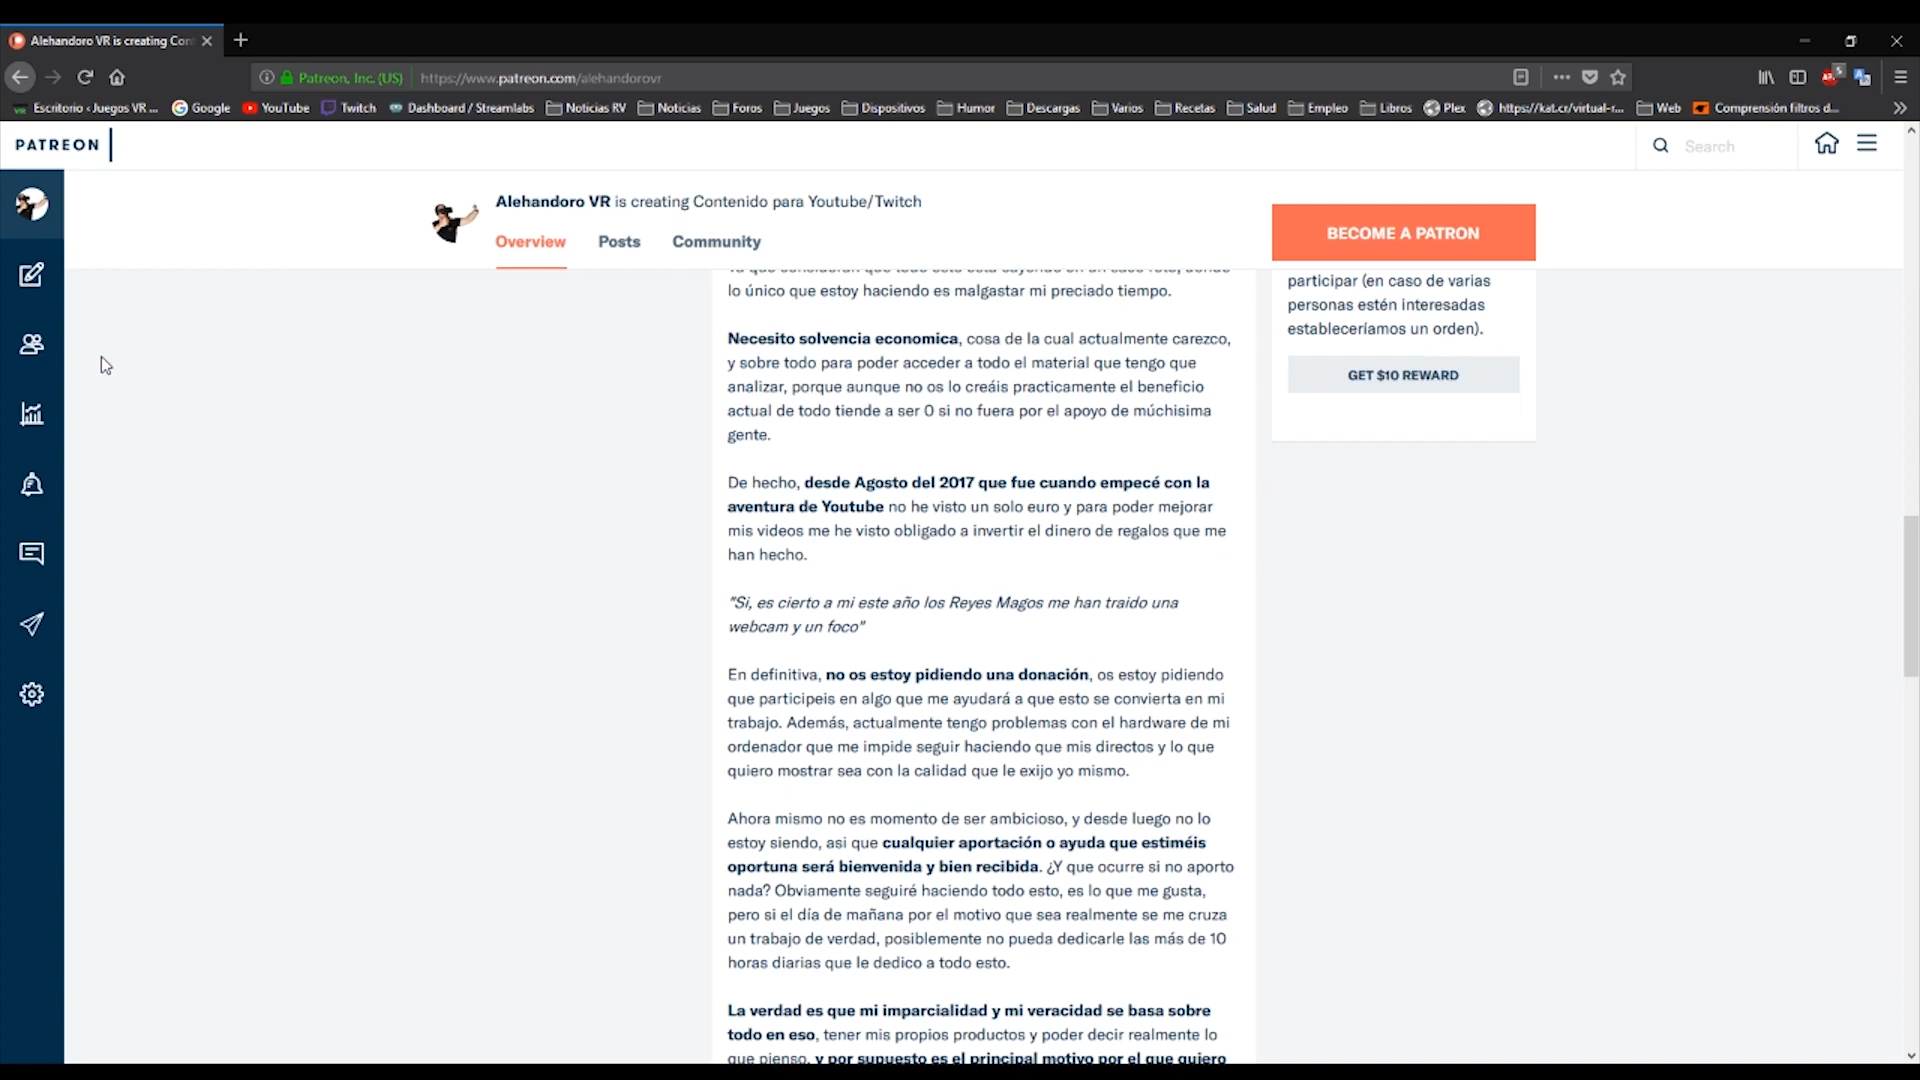 Alehandoro VR is creating Con
Patreon, Inc. (US)
https://www.patreon.com/alehandorovr
Escritorio ‹ Juegos VR ...
Google
YouTube
Twitch
Dashboard / Streamlabs
Noticias RV
Noticias
Foros
Juegos
Dispositivos
Humor
Descargas
Varios
Recetas
Salud
Empleo
Libros
Plex
https://kat.cr/virtual-r...
Web
Comprensión filtros d...
PATREON
Search
Alehandoro VR is creating Contenido para Youtube/Twitch
Overview
Posts
Community
BECOME A PATRON
lo único que estoy haciendo es malgastar mi preciado tiempo.
Necesito solvencia economica, cosa de la cual actualmente carezco,
y sobre todo para poder acceder a todo el material que tengo que
analizar, porque aunque no os lo creáis practicamente el beneficio
actual de todo tiende a ser 0 si no fuera por el apoyo de múchisima
gente.
De hecho, desde Agosto del 2017 que fue cuando empecé con la
aventura de Youtube no he visto un solo euro y para poder mejorar
mis videos me he visto obligado a invertir el dinero de regalos que me
han hecho.
"Si, es cierto a mi este año los Reyes Magos me han traido una
webcam y un foco"
En definitiva, no os estoy pidiendo una donación, os estoy pidiendo
que participeis en algo que me ayudará a que esto se convierta en mi
trabajo. Además, actualmente tengo problemas con el hardware de mi
ordenador que me impide seguir haciendo que mis directos y lo que
quiero mostrar sea con la calidad que le exijo yo mismo.
Ahora mismo no es momento de ser ambicioso, y desde luego no lo
estoy siendo, asi que cualquier aportación o ayuda que estiméis
oportuna será bienvenida y bien recibida. ¿Y que ocurre si no aporto
nada? Obviamente seguiré haciendo todo esto, es lo que me gusta,
pero si el día de mañana por el motivo que sea realmente se me cruza
un trabajo de verdad, posiblemente no pueda dedicarle las más de 10
horas diarias que le dedico a todo esto.
La verdad es que mi imparcialidad y mi veracidad se basa sobre
todo en eso, tener mis propios productos y poder decir realmente lo
que pienso, y por supuesto es el principal motivo por el que quiero
participar (en caso de varias
personas estén interesadas
estableceríamos un orden).
GET $10 REWARD